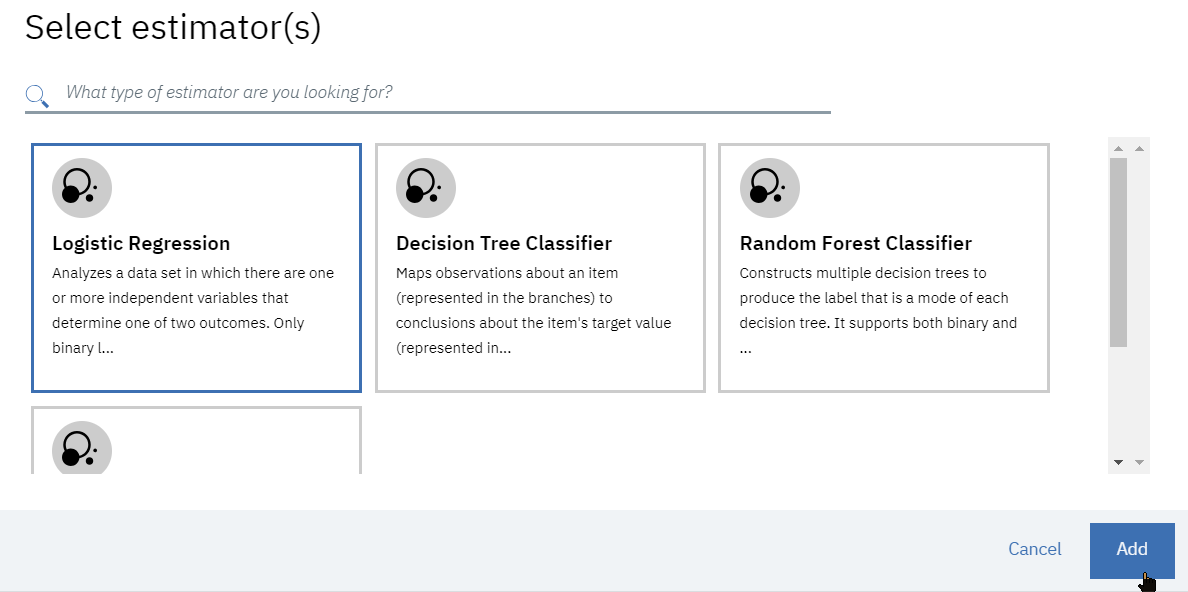 Select estimator(s)
What type of estimator are you looking for?
Logistic Regression
Analyzes a data set in which there are one
or more independent variables that
determine one of two outcomes. Only
binary l...
Decision Tree Classifier
Maps observations about an item
(represented in the branches) to
conclusions about the item's target value
(represented in...
Random Forest Classifier
Constructs multiple decision trees to
produce the label that is a mode of each
decision tree. It supports both binary and
...
Cancel
Add